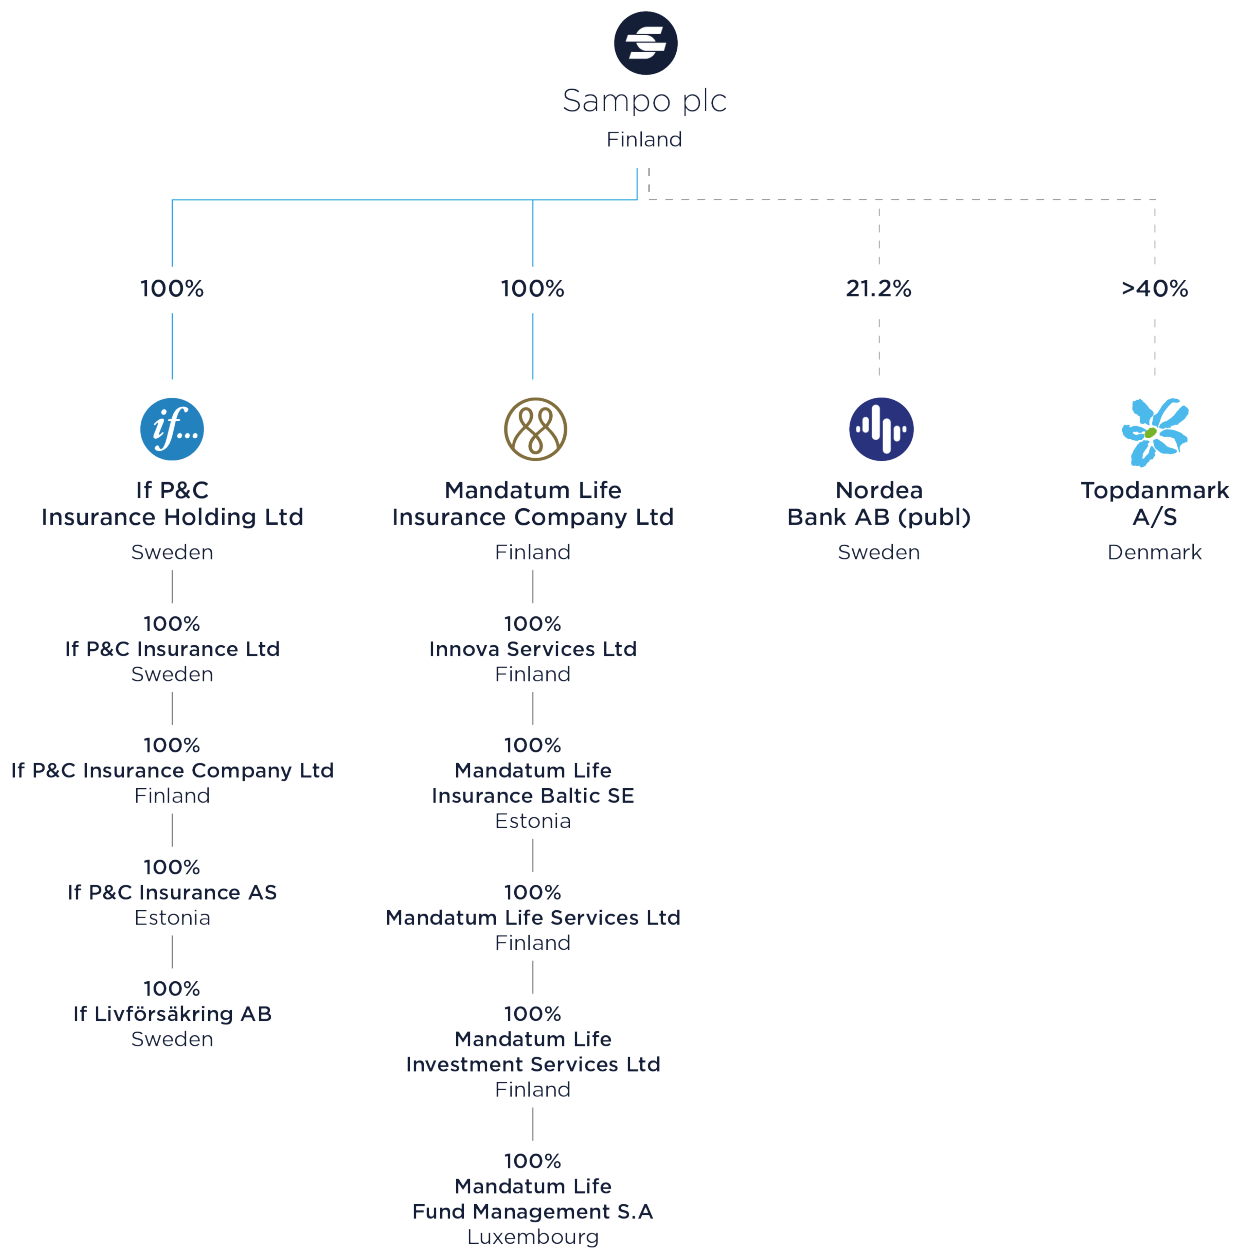 Sampo plc
Finland
100%
100%
21.2%
>40%
if...
If P&C
Insurance Holding Ltd
Sweden
100%
If P&C Insurance Ltd
Sweden
100%
If P&C Insurance Company Ltd
Finland
100%
If P&C Insurance AS
Estonia
100%
If Livförsäkring AB
Sweden
Mandatum Life
Insurance Company Ltd
Finland
100%
Innova Services Ltd
Finland
100%
Mandatum Life
Insurance Baltic SE
Estonia
100%
Mandatum Life Services Ltd
Finland
100%
Mandatum Life
Investment Services Ltd
Finland
100%
Mandatum Life
Fund Management S.A
Luxembourg
Nordea
Bank AB (publ)
Sweden
Topdanmark
A/S
Denmark